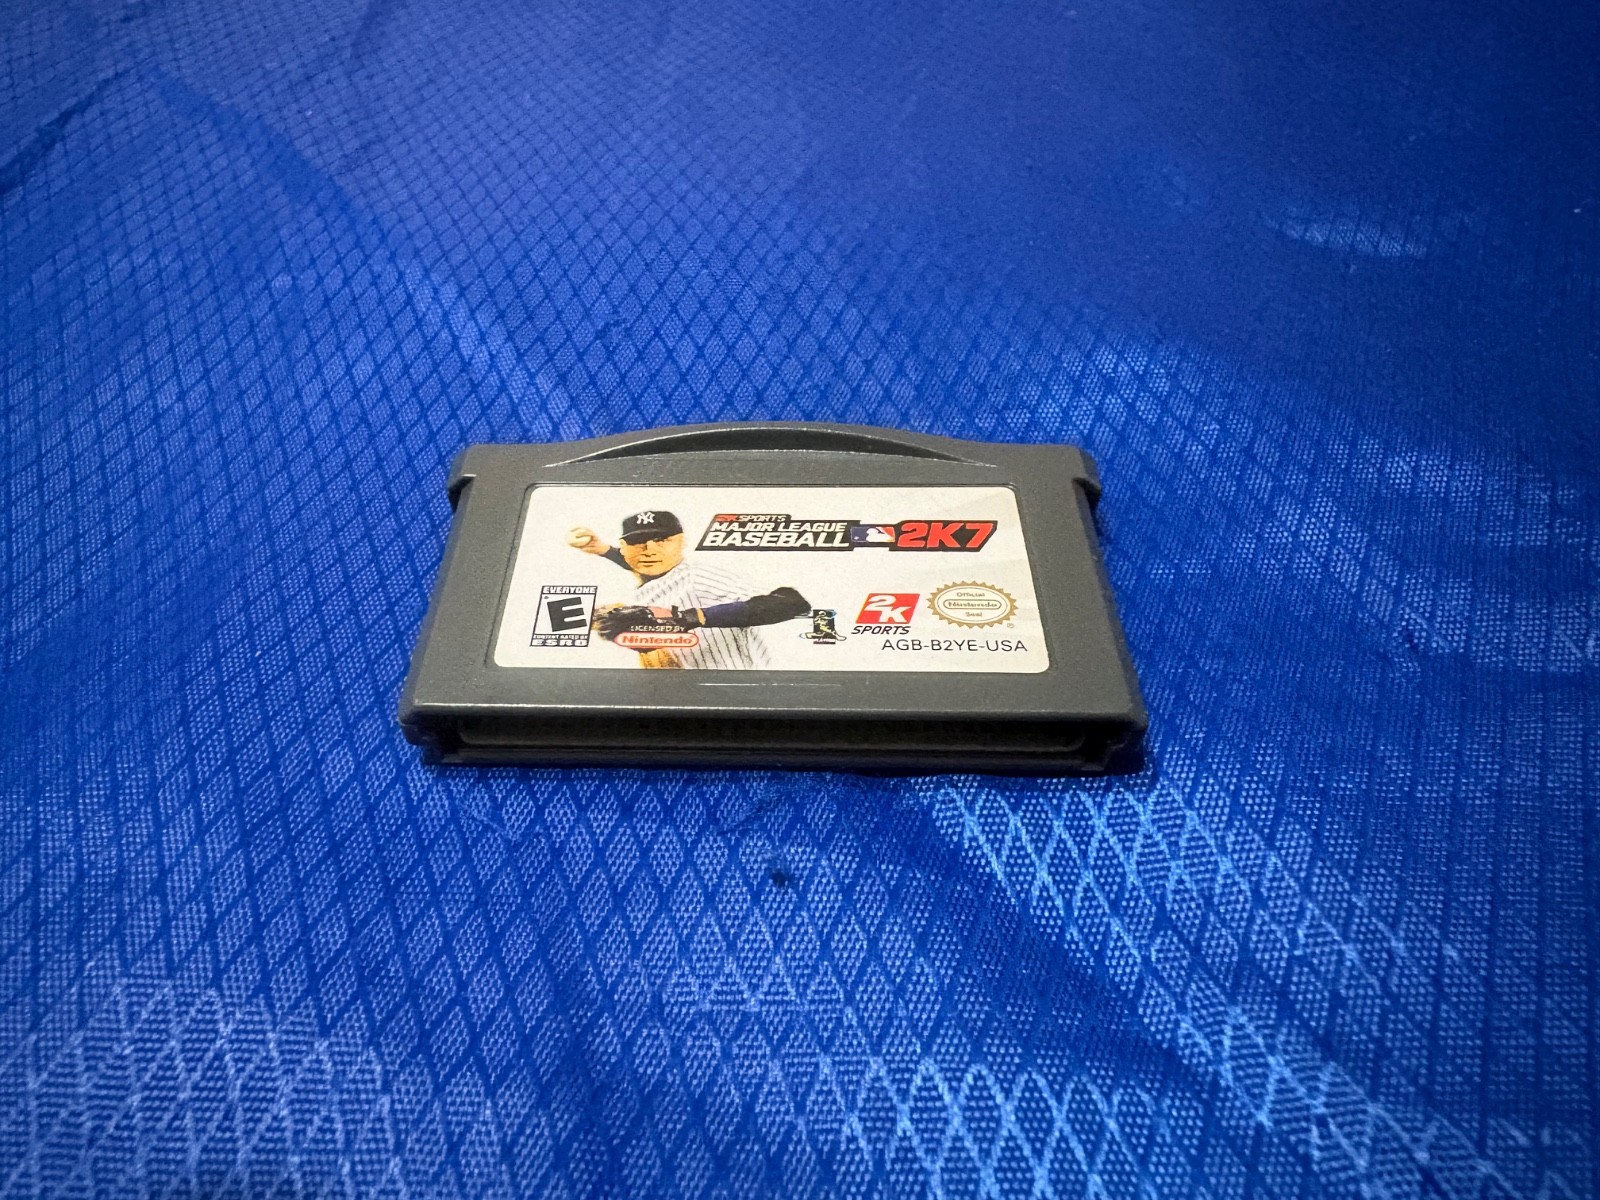 2K SPORTS
MAJOR LEAGUE
BASEBALL 2K7
NY
EVERYONE
E
CONTENT RATED BY
ESRB
LICENSED BY
Nintendo
2K
SPORTS
Official
Nintendo
Seal
AGB-B2YE-USA